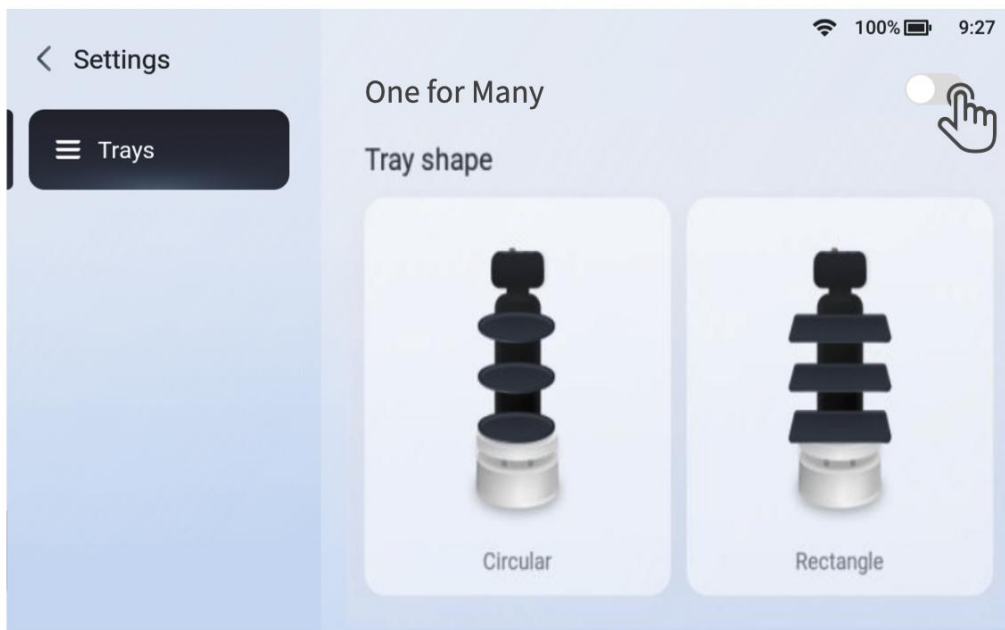 100% 9:27
Settings
Trays
One for Many
Tray shape
Circular
Rectangle